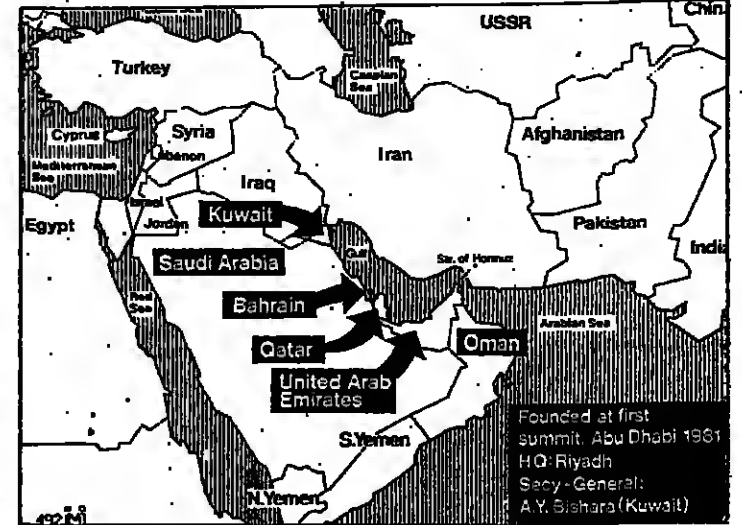 China
USSR
Turkey
Caspian
Sea
Cyprus
Syria
Lebanon
Mediterranean
Sea
Iran
Afghanistan
Iraq
Israel
Jordan
Egypt
Kuwait
Pakistan
India
Saudi Arabia
Gulf
Str. of Hormuz
Red
Sea
Bahrain
Arabian Sea
Qatar
Oman
United Arab
Emirates
S.Yemen
N.Yemen
Founded at first
summit, Abu Dhabi 1981
HQ: Riyadh
Secy-General:
A.Y. Bishara (Kuwait)